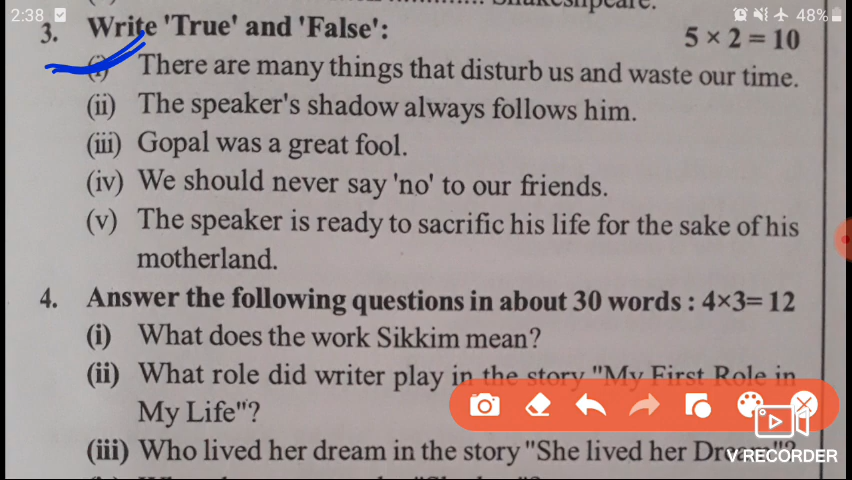 2:38
48%
3. Write 'True' and 'False': 5 × 2 = 10
(i) There are many things that disturb us and waste our time.
(ii) The speaker's shadow always follows him.
(iii) Gopal was a great fool.
(iv) We should never say 'no' to our friends.
(v) The speaker is ready to sacrific his life for the sake of his
motherland.
4. Answer the following questions in about 30 words : 4×3= 12
(i) What does the work Sikkim mean?
(ii) What role did writer play in the story "My First Role in
My Life"?
(iii) Who lived her dream in the story "She lived her
V RECORDER